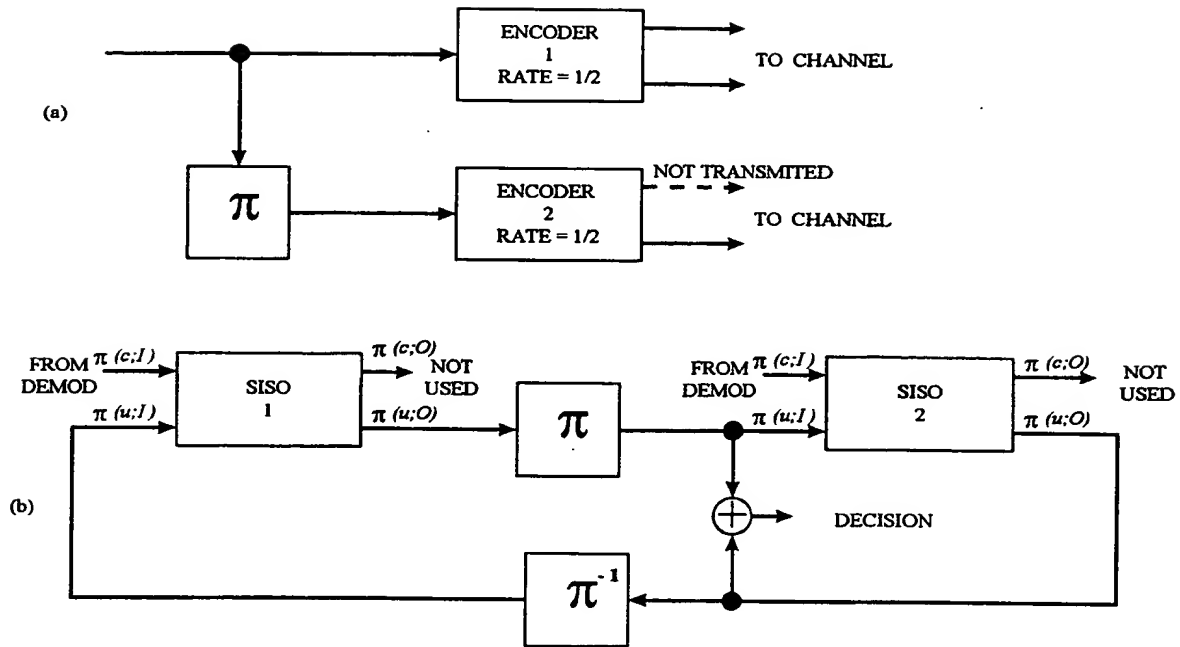 ENCODER
1
RATE = 1/2
TO CHANNEL
(a)
π
ENCODER
2
RATE = 1/2
NOT TRANSMITED
TO CHANNEL
FROM
DEMOD
π (c;I)
π (u;I)
SISO
1
π (c;O)
NOT
USED
π (u;O)
π
FROM
DEMOD
π (c;I)
π (u;I)
SISO
2
π (c;O)
NOT
USED
π (u;O)
(b)
+
DECISION
π⁻¹